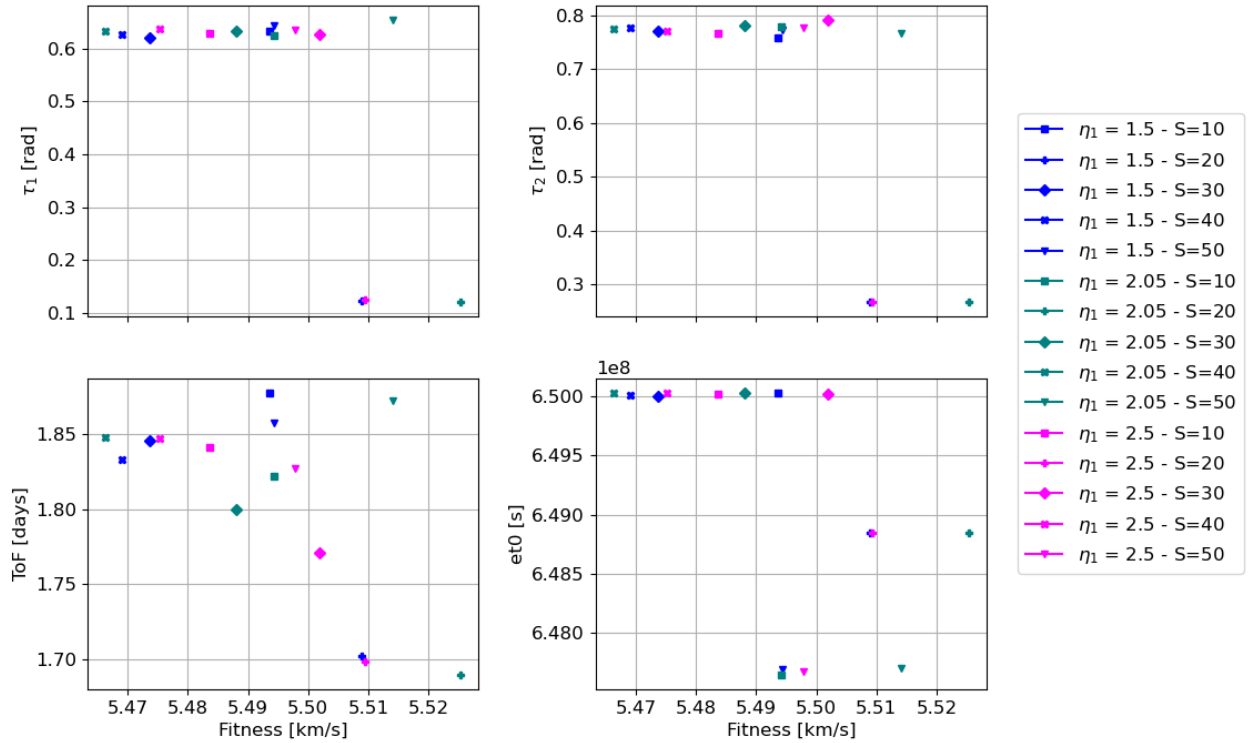 0.6
0.5
0.4
0.3
0.2
0.1
τ1 [rad]
0.8
0.7
0.6
0.5
0.4
0.3
τ2 [rad]
1.85
1.80
1.75
1.70
ToF [days]
5.47 5.48 5.49 5.50 5.51 5.52
Fitness [km/s]
1e8
6.500
6.495
6.490
6.485
6.480
et0 [s]
5.47 5.48 5.49 5.50 5.51 5.52
Fitness [km/s]
η1 = 1.5 - S=10
η1 = 1.5 - S=20
η1 = 1.5 - S=30
η1 = 1.5 - S=40
η1 = 1.5 - S=50
η1 = 2.05 - S=10
η1 = 2.05 - S=20
η1 = 2.05 - S=30
η1 = 2.05 - S=40
η1 = 2.05 - S=50
η1 = 2.5 - S=10
η1 = 2.5 - S=20
η1 = 2.5 - S=30
η1 = 2.5 - S=40
η1 = 2.5 - S=50